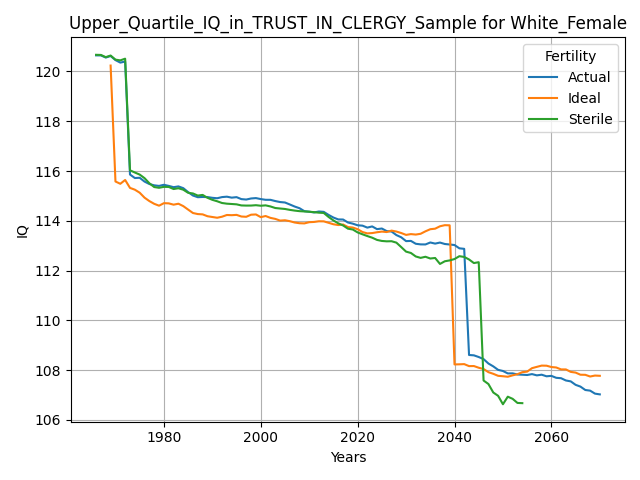 Upper_Quartile_IQ_in_TRUST_IN_CLERGY_Sample for White_Female
Fertility
Actual
Ideal
Sterile
120
118
116
114
112
110
108
106
IQ
1980
2000
2020
2040
2060
Years